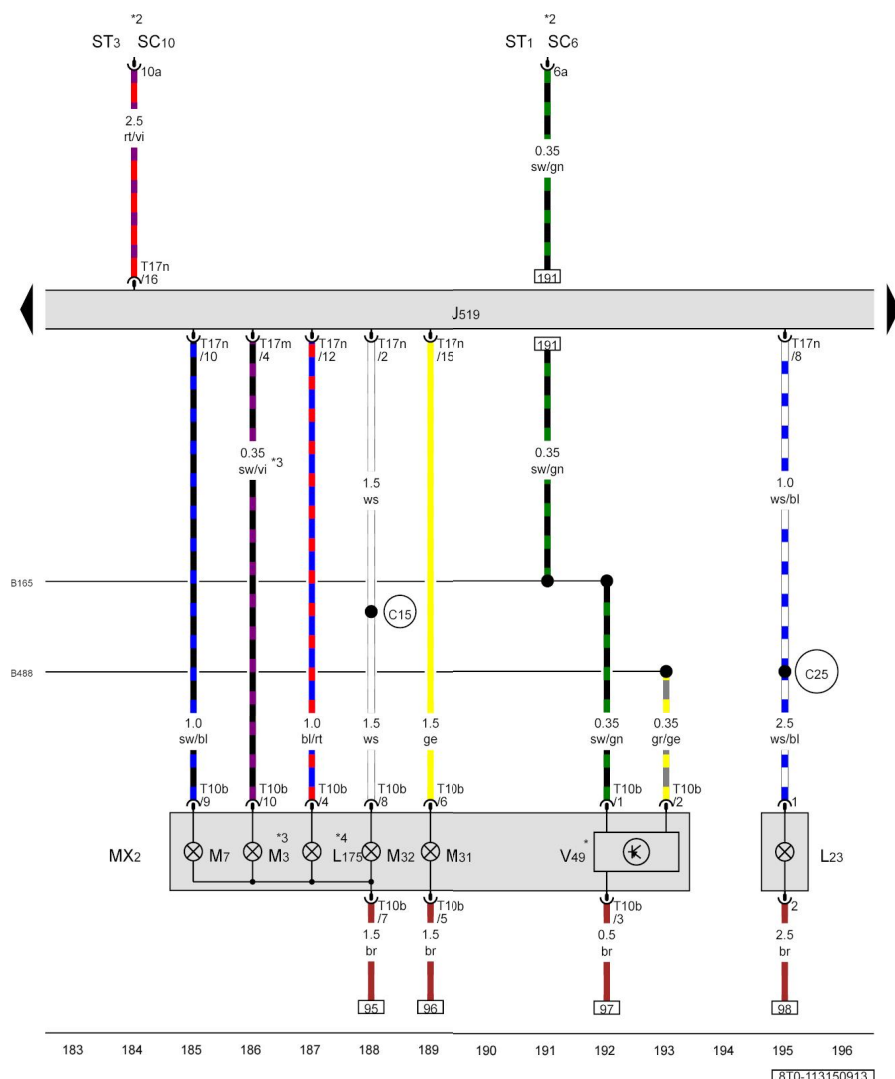 *2 *2
ST3 SC10 ST1 SC6
10a 6a
2.5 rt/vi
0.35 sw/gn
T17n /16
191
J519
T17n /10
T17m /4
T17n /12
T17n /2
T17n /15
191
T17n /8
0.35 sw/vi *3
0.35 sw/gn
1.5 ws
1.0 ws/bl
B165
C15
B488
C25
1.0 sw/bl
1.0 bl/rt
1.5 ws
1.5 ge
0.35 sw/gn
0.35 gr/ge
2.5 ws/bl
T10b /9
T10b /10
T10b /4
T10b /8
T10b /6
T10b /1
T10b /2
1
*3 *4 *
MX2 M7 M3 L175 M32 M31 V49 L23
T10b /7
T10b /5
T10b /3
2
1.5 br
1.5 br
0.5 br
2.5 br
95 96 97 98
183 184 185 186 187 188 189 190 191 192 193 194 195 196
8T0-113150913